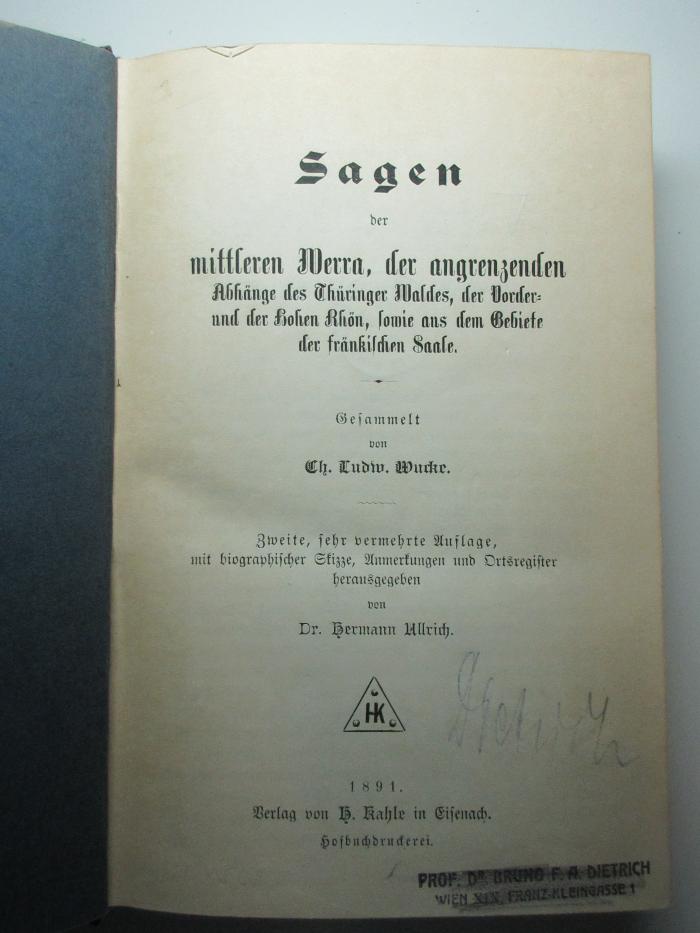 Sagen
der
mittleren Werra, der angrenzenden
Abhänge des Thüringer Waldes, der Vorder=
und der Hohen Rhön, sowie aus dem Gebiete
der fränkischen Saale.
Gesammelt
von
Ch. Ludw. Wucke.
Zweite, sehr vermehrte Auflage,
mit biographischer Skizze, Anmerkungen und Ortsregister
herausgegeben
von
Dr. Hermann Ullrich.
HK
Dietrich
1891.
Verlag von H. Kahle in Eisenach.
Hofbuchdruckerei.
PROF. DR BRUNO F. A. DIETRICH
WIEN XIX, FRANZ-KLEINGASSE 1